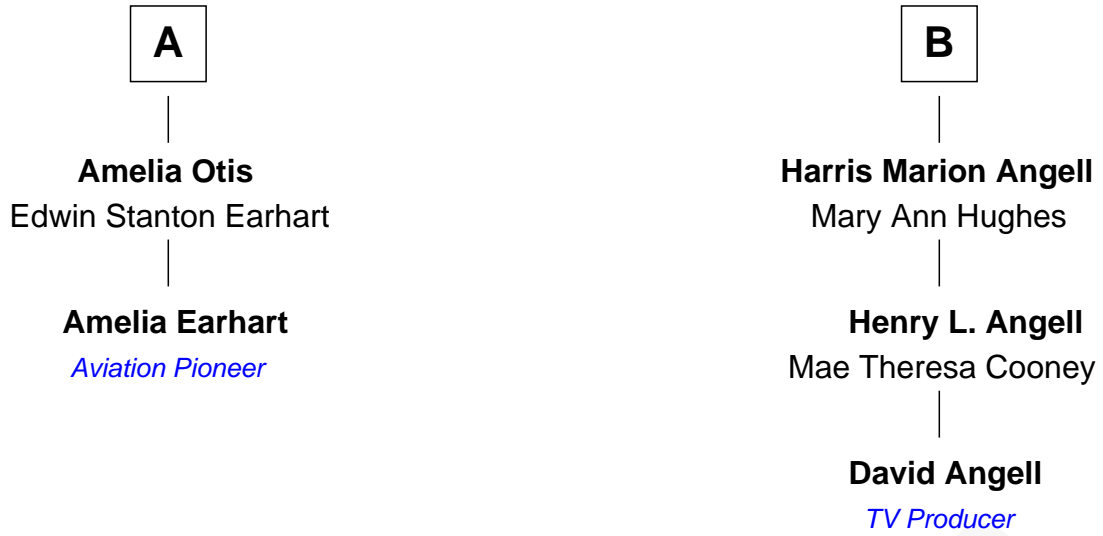 A
Amelia Otis
Edwin Stanton Earhart
Amelia Earhart
Aviation Pioneer
B
Harris Marion Angell
Mary Ann Hughes
Henry L. Angell
Mae Theresa Cooney
David Angell
TV Producer